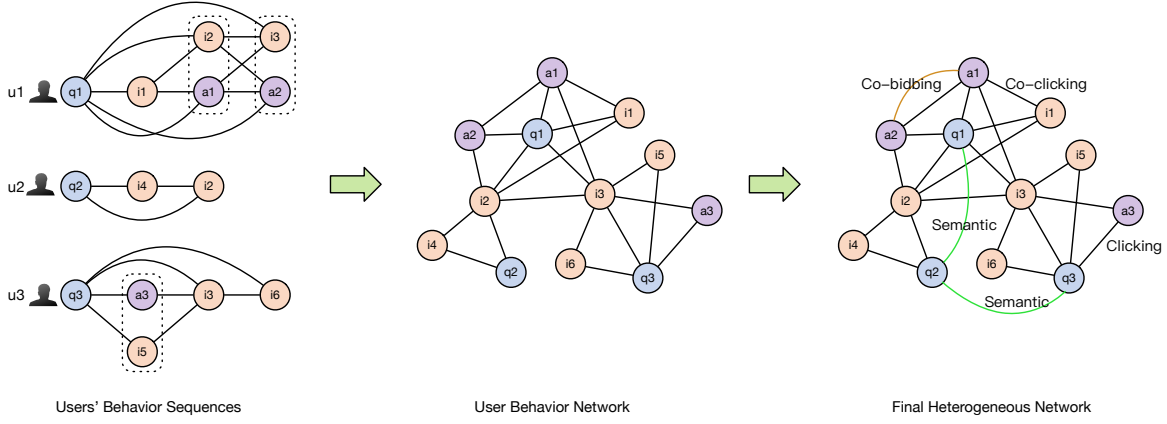 u1
q1
i1
i2
a1
i3
a2
u2
q2
i4
i2
u3
q3
a3
i5
i3
i6
Users' Behavior Sequences
a1
i1
a2
q1
i5
i2
i3
a3
i4
q2
i6
q3
User Behavior Network
a1
Co-bidbing
Co–clicking
i1
a2
q1
i5
i2
i3
a3
Semantic
i4
Clicking
q2
i6
q3
Semantic
Final Heterogeneous Network